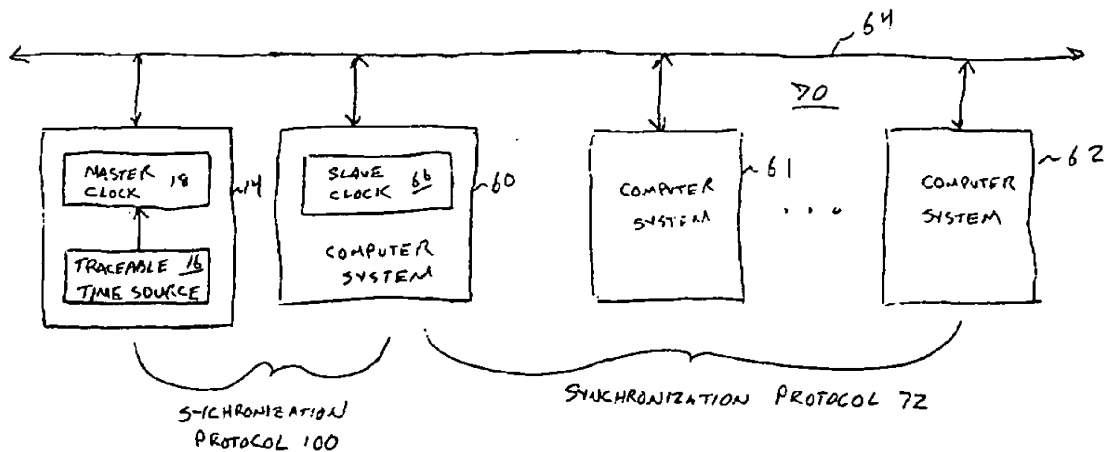 64
70
MASTER
CLOCK 18
14
TRACEABLE 16
TIME SOURCE
SLAVE
CLOCK 66
60
COMPUTER
SYSTEM
61
COMPUTER
SYSTEM
. . .
62
COMPUTER
SYSTEM
SYCHRONIZATION
PROTOCOL 100
SYNCHRONIZATION PROTOCOL 72